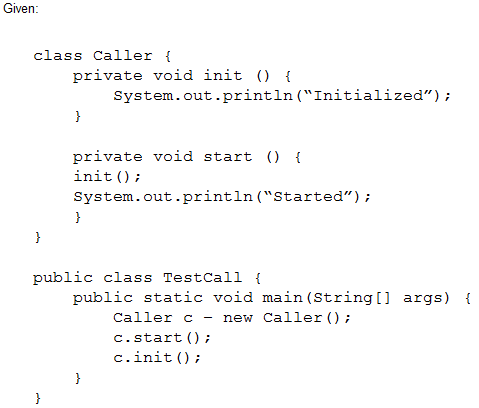 Given:
class Caller {
private void init () {
System.out.println(“Initialized”);
}
private void start () {
init();
System.out.println(“Started”);
}
}
public class TestCall {
public static void main(String[] args) {
Caller c – new Caller();
c.start();
c.init();
}
}